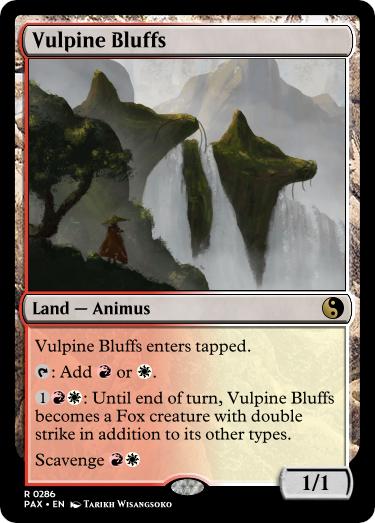 Vulpine Bluffs
Land — Animus
Vulpine Bluffs enters tapped.
: Add or .
1 : Until end of turn, Vulpine Bluffs
becomes a Fox creature with double
strike in addition to its other types.
Scavenge
1/1
R 0286
PAX • EN Tarikh Wisangsoko